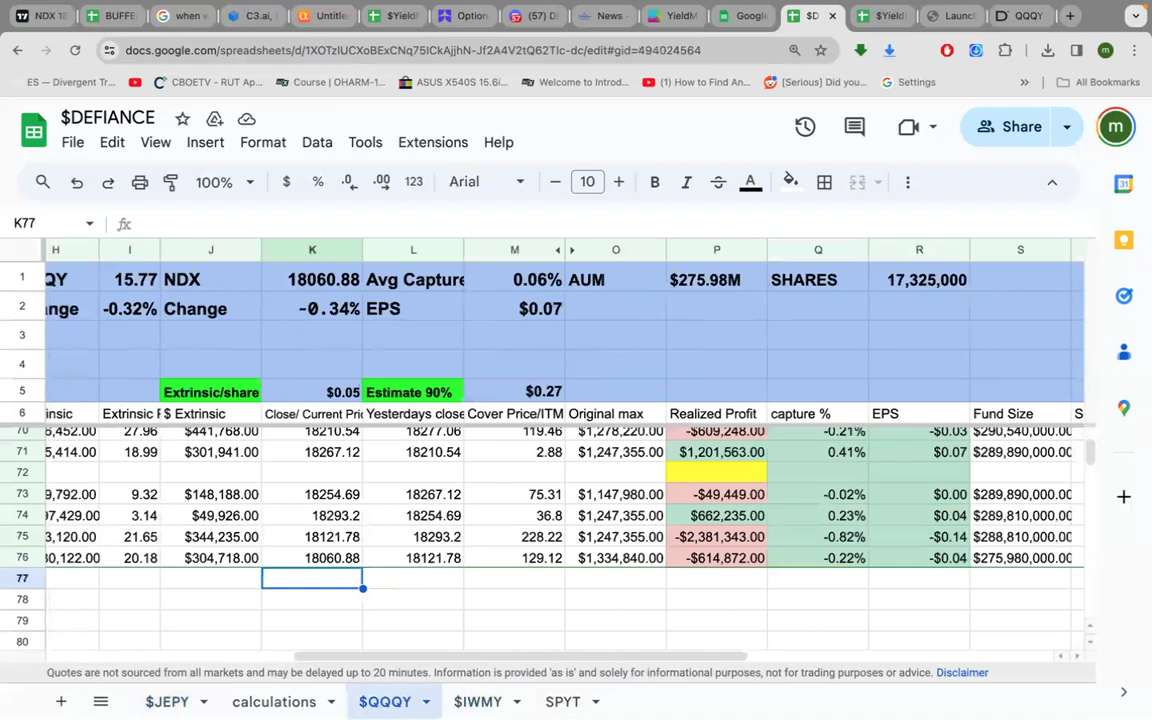 NDX 18 BUFFE when v C3.ai, Untitle $Yield Option (57) D News - YieldM Google $D $Yield Launc QQQY
docs.google.com/spreadsheets/d/1XOTzIUCXoBExCNq75ICkAjjhN-Jf2A4V2tQ62TIc-dc/edit#gid=494024564
ES — Divergent Tr... CBOETV - RUT Ap... Course | OHARM-1... ASUS X540S 16.6i... Welcome to Introd... (1) How to Find An... [Serious] Did you... Settings » All Bookmarks
$DEFIANCE
File Edit View Insert Format Data Tools Extensions Help
Share m
100% $ % .0 .00 123 Arial 10 B I A
K77 fx
H I J K L M O P Q R S
1 QY 15.77 NDX 18060.88 Avg Capture 0.06% AUM $275.98M SHARES 17,325,000
2 nge -0.32% Change -0.34% EPS $0.07
3
4
5 Extrinsic/share $0.05 Estimate 90% $0.27
6 insic Extrinsic $ Extrinsic Close/ Current Pric Yesterdays close Cover Price/ITM Original max Realized Profit capture % EPS Fund Size S
70 6,452.00 27.96 $441,768.00 18210.54 18277.06 119.46 $1,278,220.00 -$609,248.00 -0.21% -$0.03 $290,540,000.00
71 5,414.00 18.99 $301,941.00 18267.12 18210.54 2.88 $1,247,355.00 $1,201,563.00 0.41% $0.07 $289,890,000.00
72
73 9,792.00 9.32 $148,188.00 18254.69 18267.12 75.31 $1,147,980.00 -$49,449.00 -0.02% $0.00 $289,890,000.00
74 97,429.00 3.14 $49,926.00 18293.2 18254.69 36.8 $1,247,355.00 $662,235.00 0.23% $0.04 $289,810,000.00
75 3,120.00 21.65 $344,235.00 18121.78 18293.2 228.22 $1,247,355.00 -$2,381,343.00 -0.82% -$0.14 $288,810,000.00
76 30,122.00 20.18 $304,718.00 18060.88 18121.78 129.12 $1,334,840.00 -$614,872.00 -0.22% -$0.04 $275,980,000.00
77
78
79
80
Quotes are not sourced from all markets and may be delayed up to 20 minutes. Information is provided 'as is' and solely for informational purposes, not for trading purposes or advice. Disclaimer
$JEPY calculations $QQQY $IWMY SPYT